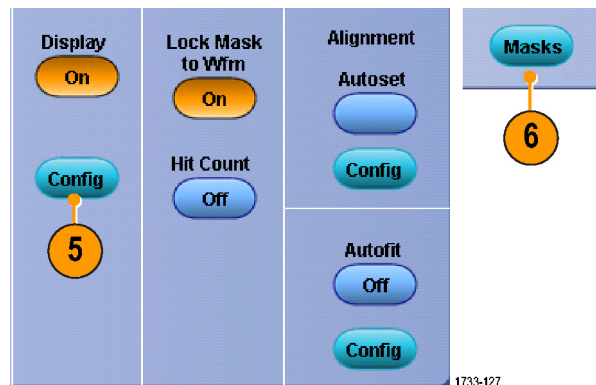 Display
On
Config
5
Lock Mask
to Wfm
On
Hit Count
Off
Alignment
Autoset
Config
Autofit
Off
Config
Masks
6
1733-127